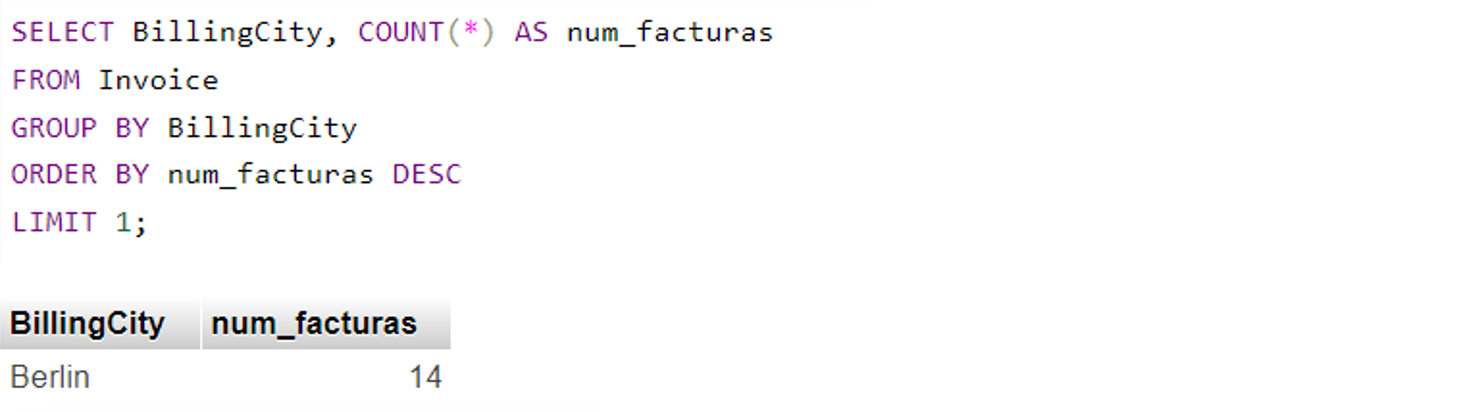 SELECT BillingCity, COUNT(*) AS num_facturas
FROM Invoice
GROUP BY BillingCity
ORDER BY num_facturas DESC
LIMIT 1;
BillingCity num_facturas
Berlin 14